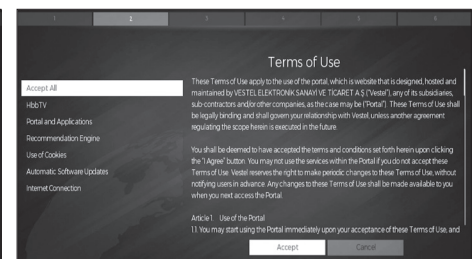 1 2 3 4 5 6
Terms of Use
Accept All
HbbTV
Portal and Applications
Recommendation Engine
Use of Cookies
Automatic Software Updates
Internet Connection
These Terms of Use apply to the use of the portal, which is website that is designed, hosted and
maintained by VESTEL ELEKTRONİK SANAYİ VE TİCARET A.Ş ("Vestel"), any of its subsidiaries,
sub-contractors and/or other companies, as the case may be ("Portal"). These Terms of Use shall
be legally binding and shall govern your relationship with Vestel, unless another agreement
regulating the scope herein is executed in the future.
You shall be deemed to have accepted the terms and conditions set forth herein upon clicking
the "I Agree" button. You may not use the services within the Portal if you do not accept these
Terms of Use. Vestel reserves the right to make periodic changes to these Terms of Use, without
notifying users in advance. Any changes to these Terms of Use shall be made available to you
when you next access the Portal.
Article 1. Use of the Portal
1.1. You may start using the Portal immediately upon your acceptance of these Terms of Use, and
Accept Cancel